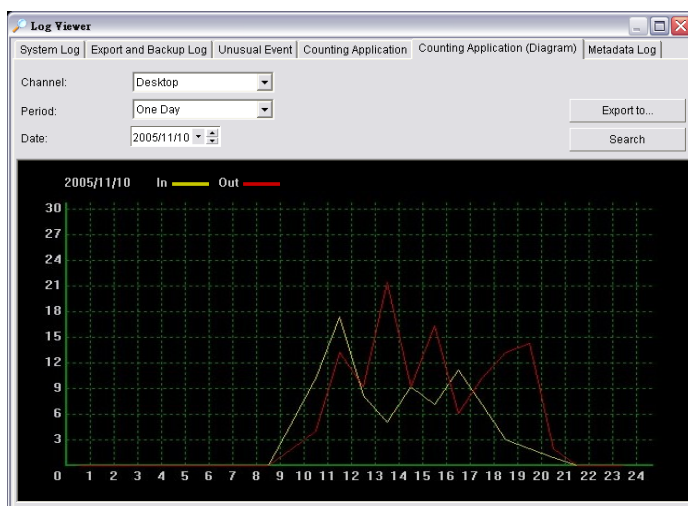 Log Viewer
System Log Export and Backup Log Unusual Event Counting Application Counting Application (Diagram) Metadata Log
Channel: Desktop
Period: One Day Export to...
Date: 2005/11/10 Search
2005/11/10 In Out
30
27
24
21
18
15
12
9
6
3
0 1 2 3 4 5 6 7 8 9 10 11 12 13 14 15 16 17 18 19 20 21 22 23 24